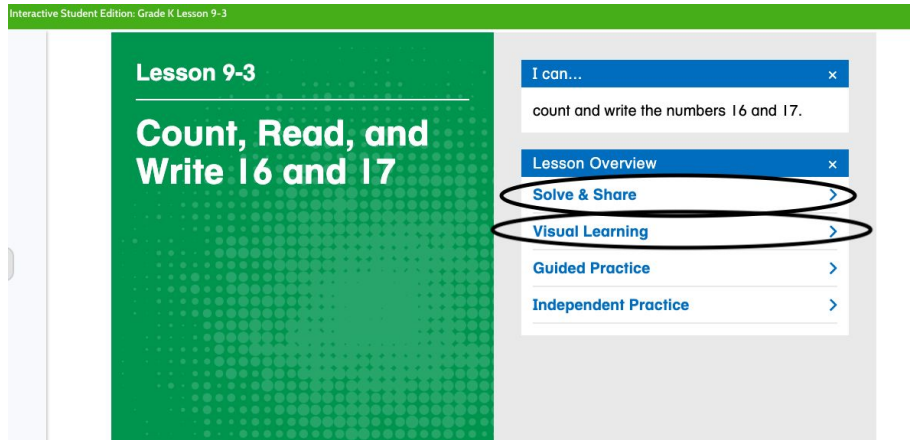 Interactive Student Edition: Grade K Lesson 9-3
Lesson 9-3
Count, Read, and
Write 16 and 17
I can...
count and write the numbers 16 and 17.
Lesson Overview
Solve & Share
Visual Learning
Guided Practice
Independent Practice